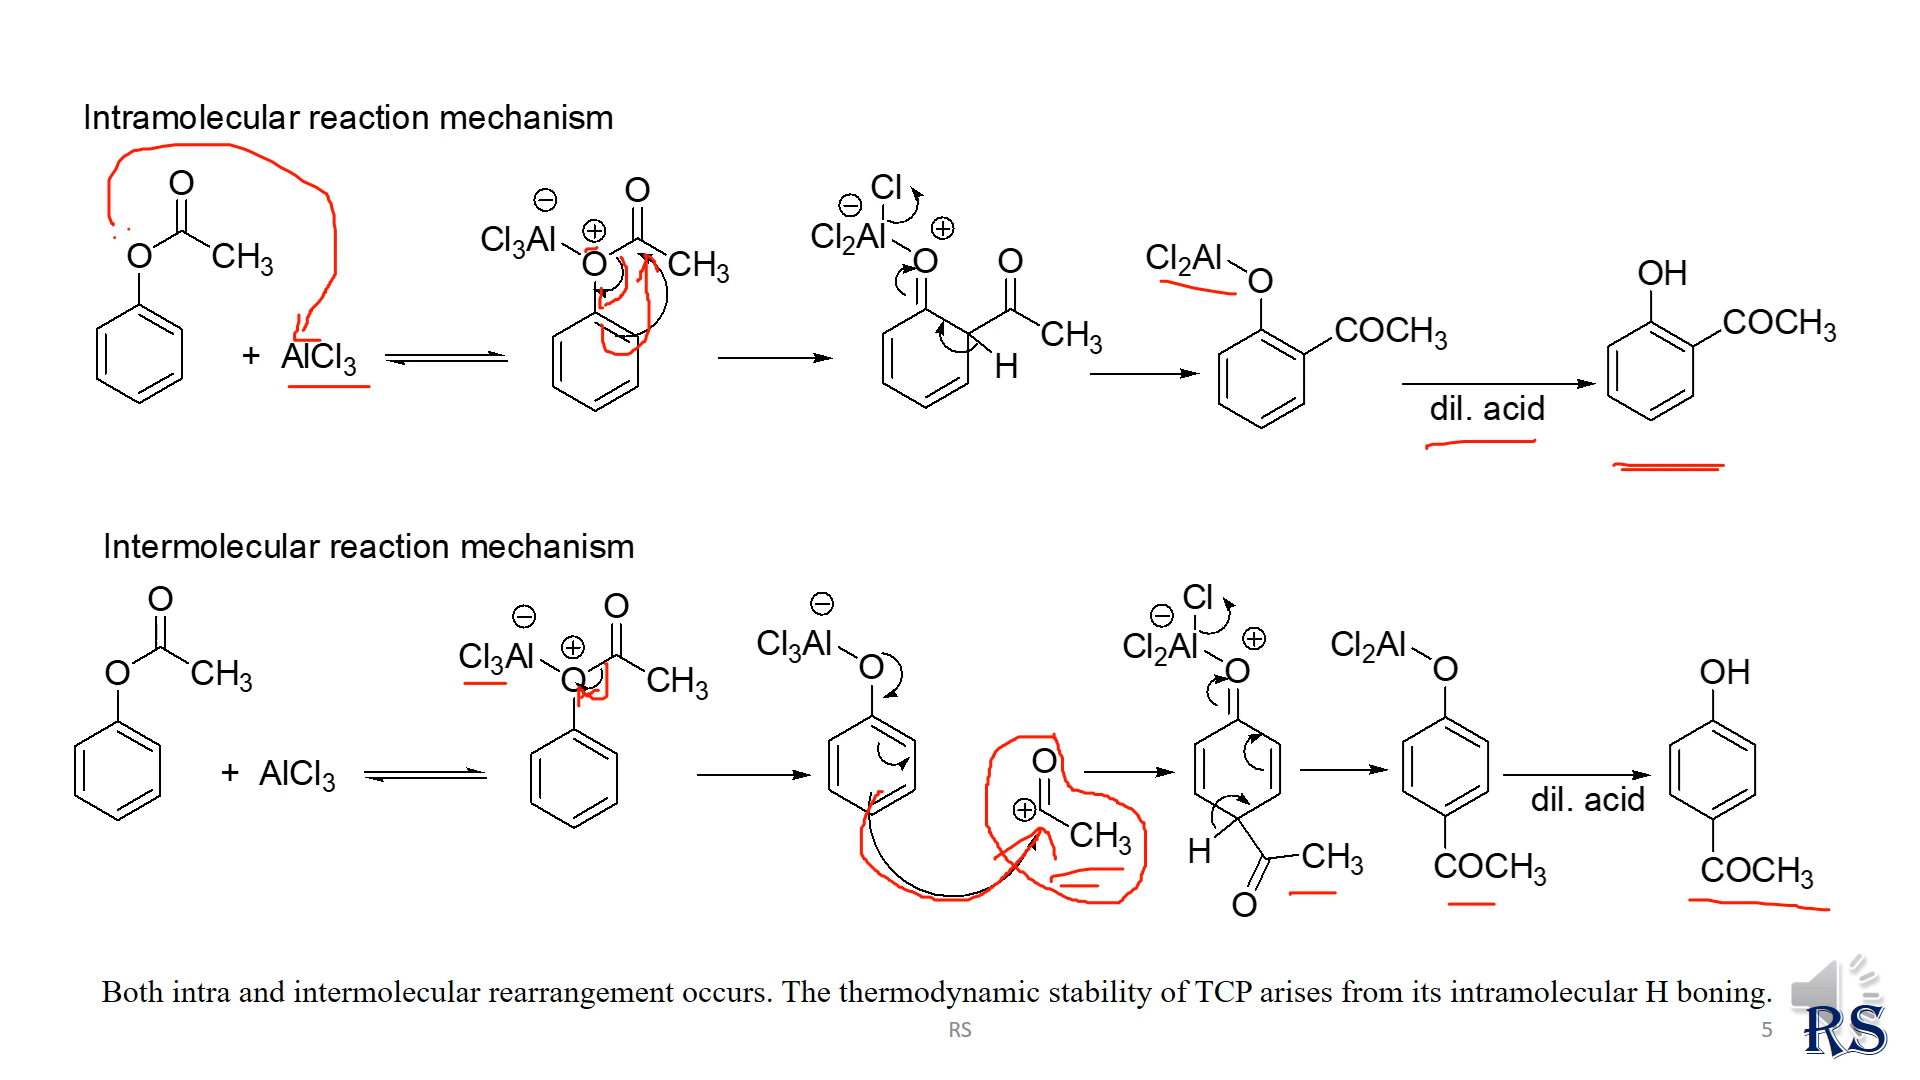 Intramolecular reaction mechanism
O
O
CH3
+ AlCl3
Cl3Al
⊖
⊕
O
O
CH3
Cl
⊖
Cl2Al
⊕
O
O
CH3
H
Cl2Al
O
COCH3
dil. acid
OH
COCH3
Intermolecular reaction mechanism
O
O
CH3
+ AlCl3
⊖
Cl3Al
⊕
O
O
CH3
⊖
Cl3Al
O
O
⊕
CH3
Cl
⊖
Cl2Al
⊕
O
H
CH3
O
Cl2Al
O
COCH3
dil. acid
OH
COCH3
Both intra and intermolecular rearrangement occurs. The thermodynamic stability of TCP arises from its intramolecular H boning.
RS
5
RS